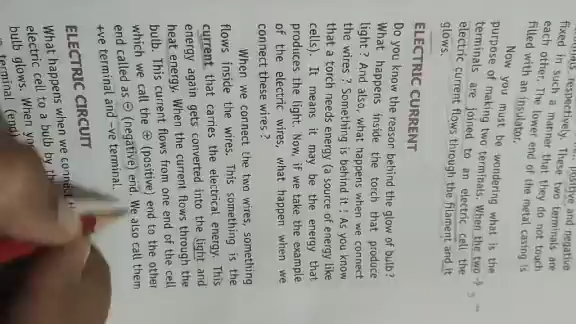 respectively. The positive and negative
fixed in such a manner that they do not touch
each other. The lower end of the metal casing is
filled with an insulator.
Now you must be wondering what is the
purpose of making two terminals. When the two
terminals are joined to an electric cell the
electric current flows through the filament and it
glows.
ELECTRIC CURRENT
Do you know the reason behind the glow of bulb?
What happens inside the torch that produce
light? And also, what happens when we connect
the wires? Something is behind it! As you know
that a torch needs energy (a source of energy like
cells). It means it may be the energy that
produces the light. Now if we take the example
of the electric wires, what happen when we
connect these wires?
When we connect the two wires, something
flows inside the wires. This something is the
current that carries the electrical energy. This
energy again gets converted into the light and
heat energy. When the current flows through the
bulb. This current flows from one end of the cell
which we call the ⊕ (positive) end to the other
end called as ⊖ (negative) end. We also call them
+ve terminal and –ve terminal.
ELECTRIC CIRCUIT
What happens when we connect
electric cell to a bulb by
bulb glows. When
terminal (end)